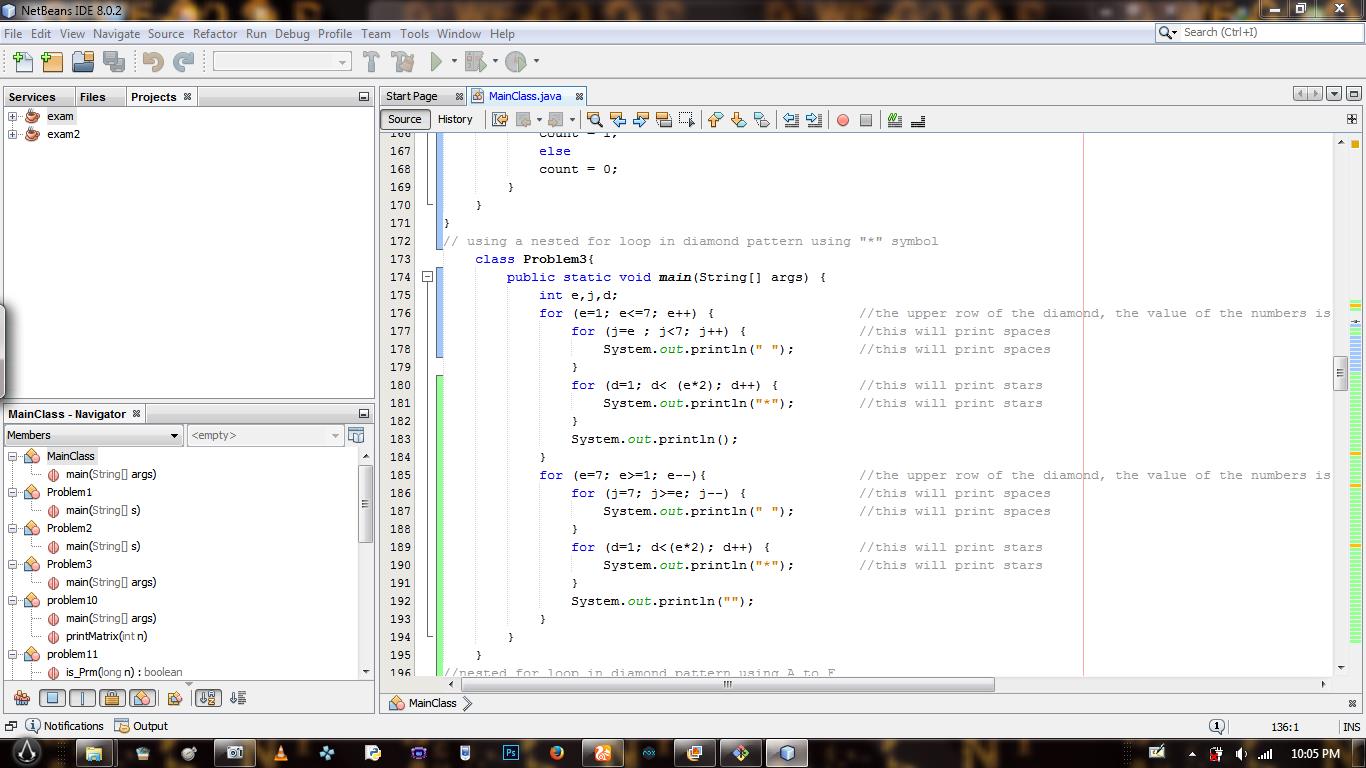 NetBeans IDE 8.0.2
File Edit View Navigate Source Refactor Run Debug Profile Team Tools Window Help
Search (Ctrl+I)
Services Files Projects
exam
exam2
Start Page MainClass.java
Source History
166 count = 1;
167 else
168 count = 0;
169 }
170 }
171 }
172 // using a nested for loop in diamond pattern using "*" symbol
173 class Problem3{
174 public static void main(String[] args) {
175 int e,j,d;
176 for (e=1; e<=7; e++) { //the upper row of the diamond, the value of the numbers is
177 for (j=e ; j<7; j++) { //this will print spaces
178 System.out.println(" "); //this will print spaces
179 }
180 for (d=1; d< (e*2); d++) { //this will print stars
181 System.out.println("*"); //this will print stars
182 }
183 System.out.println();
184 }
185 for (e=7; e>=1; e--){ //the upper row of the diamond, the value of the numbers is
186 for (j=7; j>=e; j--) { //this will print spaces
187 System.out.println(" "); //this will print spaces
188 }
189 for (d=1; d<(e*2); d++) { //this will print stars
190 System.out.println("*"); //this will print stars
191 }
192 System.out.println("");
193 }
194 }
195 }
196 //nested for loop in diamond pattern using A to F
MainClass - Navigator
Members <empty>
MainClass
main(String[] args)
Problem1
main(String[] s)
Problem2
main(String[] s)
Problem3
main(String[] args)
problem10
main(String[] args)
printMatrix(int n)
problem11
is_Prm(long n) : boolean
MainClass
Notifications Output
136:1 INS
Ps
10:05 PM